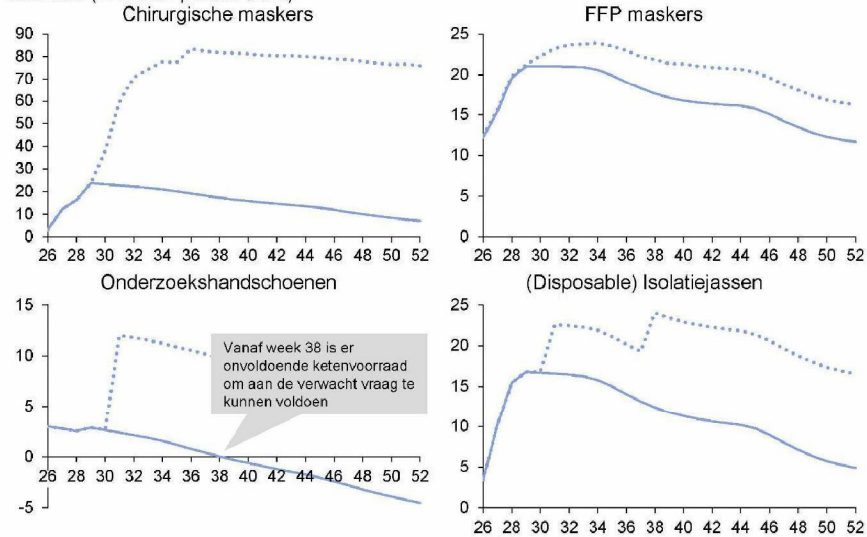 Chirurgische maskers
90
80
70
60
50
40
30
20
10
0
26 28 30 32 34 36 38 40 42 44 46 48 50 52
FFP maskers
25
20
15
10
5
0
26 28 30 32 34 36 38 40 42 44 46 48 50 52
Onderzoekshandschoenen
15
10
5
0
-5
26 28 30 32 34 36 38 40 42 44 46 48 50 52
Vanaf week 38 is er
onvoldoende ketenvoorraad
om aan de verwacht vraag te
kunnen voldoen
(Disposable) Isolatiejassen
25
20
15
10
5
0
26 28 30 32 34 36 38 40 42 44 46 48 50 52